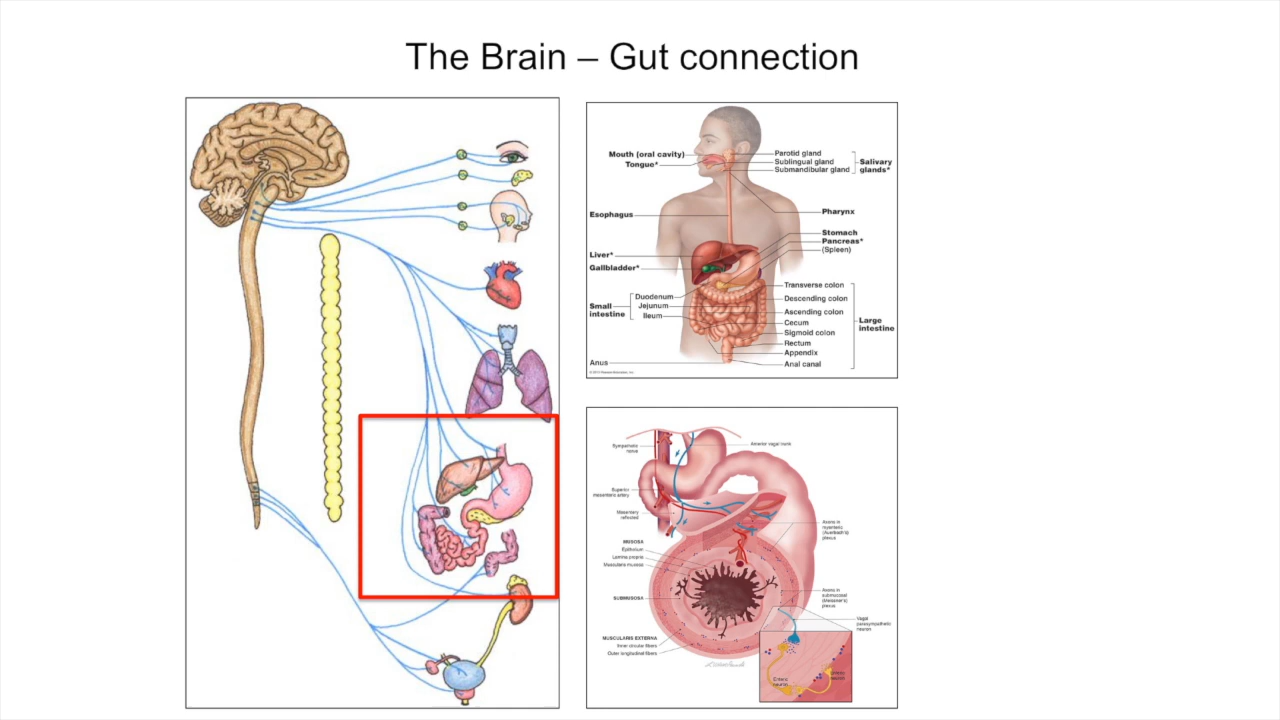 The Brain – Gut connection
Mouth (oral cavity)
Tongue*
Parotid gland
Sublingual gland
Submandibular gland
Salivary
glands*
Esophagus
Pharynx
Stomach
Pancreas*
(Spleen)
Liver*
Gallbladder*
Small
intestine
Duodenum
Jejunum
Ileum
Transverse colon
Descending colon
Ascending colon
Cecum
Sigmoid colon
Rectum
Appendix
Anal canal
Large
intestine
Anus
Sympathetic
nerve
Anterior vagal trunk
Superior
mesenteric artery
Mesentery
reflected
MUCOSA
Epithelium
Lamina propria
Muscularis mucosa
SUBMUCOSA
MUSCULARIS EXTERNA
Inner circular fibers
Outer longitudinal fibers
Axons in
myenteric
(Auerbach's)
plexus
Axons in
submucosal
(Meissner's)
plexus
Vagal
parasympathetic
neuron
Enteric
neuron